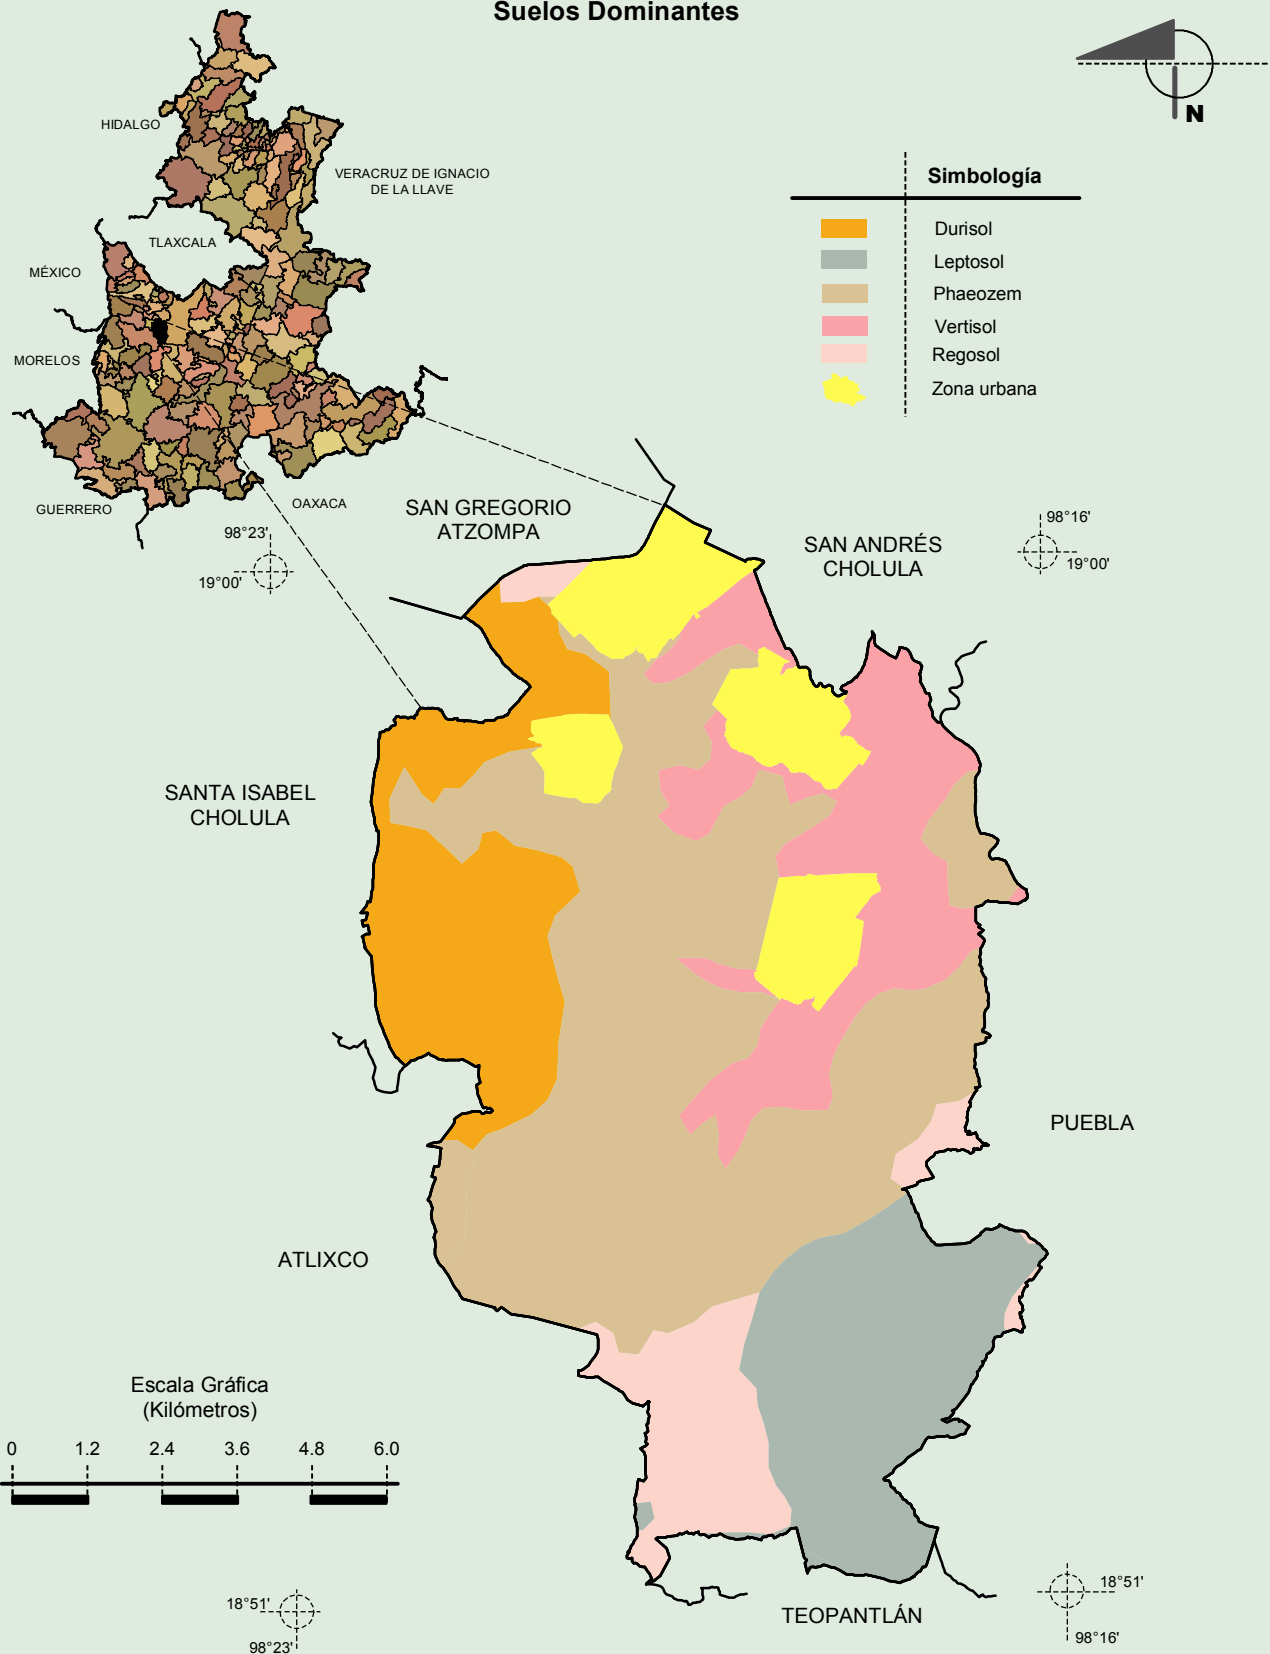 Suelos Dominantes
N
HIDALGO
VERACRUZ DE IGNACIO
DE LA LLAVE
TLAXCALA
MÉXICO
MORELOS
GUERRERO
OAXACA
Simbología
Durisol
Leptosol
Phaeozem
Vertisol
Regosol
Zona urbana
98°23'
19°00'
98°16'
19°00'
SAN GREGORIO
ATZOMPA
SAN ANDRÉS
CHOLULA
SANTA ISABEL
CHOLULA
PUEBLA
ATLIXCO
TEOPANTLÁN
Escala Gráfica
(Kilómetros)
0 1.2 2.4 3.6 4.8 6.0
18°51'
98°23'
18°51'
98°16'